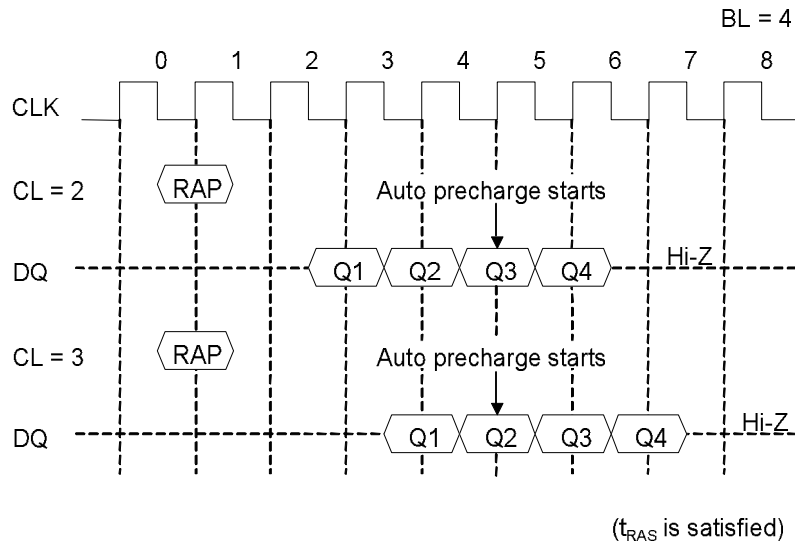 BL = 4
0 1 2 3 4 5 6 7 8
CLK
CL = 2 RAP Auto precharge starts
DQ Q1 Q2 Q3 Q4 Hi-Z
CL = 3 RAP Auto precharge starts
DQ Q1 Q2 Q3 Q4 Hi-Z
(tRAS is satisfied)